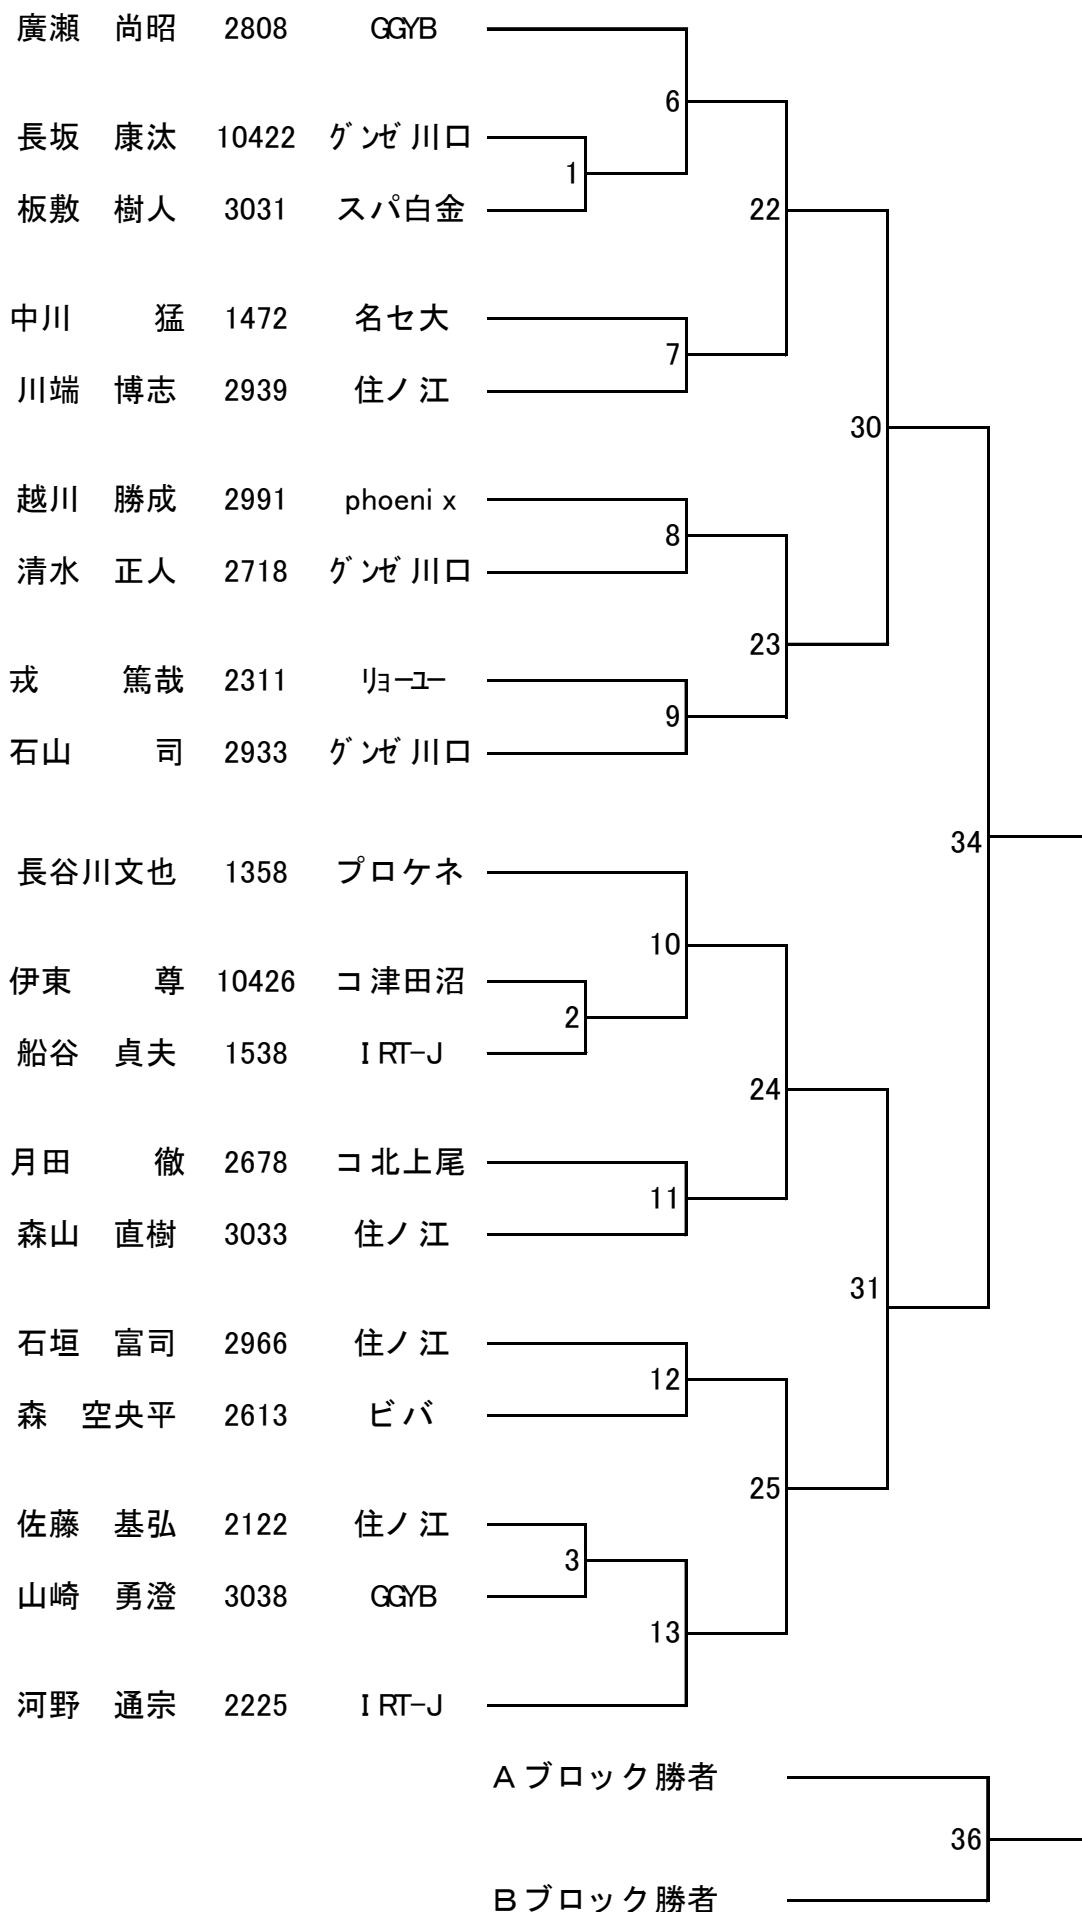 廣瀬　尚昭 2808 GGYB
6
長坂　康汰 10422 グンゼ川口
1
板敷　樹人 3031 スパ白金
22
中川　猛 1472 名セ大
7
川端　博志 2939 住ノ江
30
越川　勝成 2991 phoenix
8
清水　正人 2718 グンゼ川口
23
戎　篤哉 2311 リョーユー
9
石山　司 2933 グンゼ川口
34
長谷川文也 1358 プロケネ
10
伊東　尊 10426 コ津田沼
2
船谷　貞夫 1538 IRT-J
24
月田　徹 2678 コ北上尾
11
森山　直樹 3033 住ノ江
31
石垣　富司 2966 住ノ江
12
森　空央平 2613 ビバ
25
佐藤　基弘 2122 住ノ江
3
山崎　勇澄 3038 GGYB
13
河野　通宗 2225 IRT-J
Aブロック勝者
36
Bブロック勝者